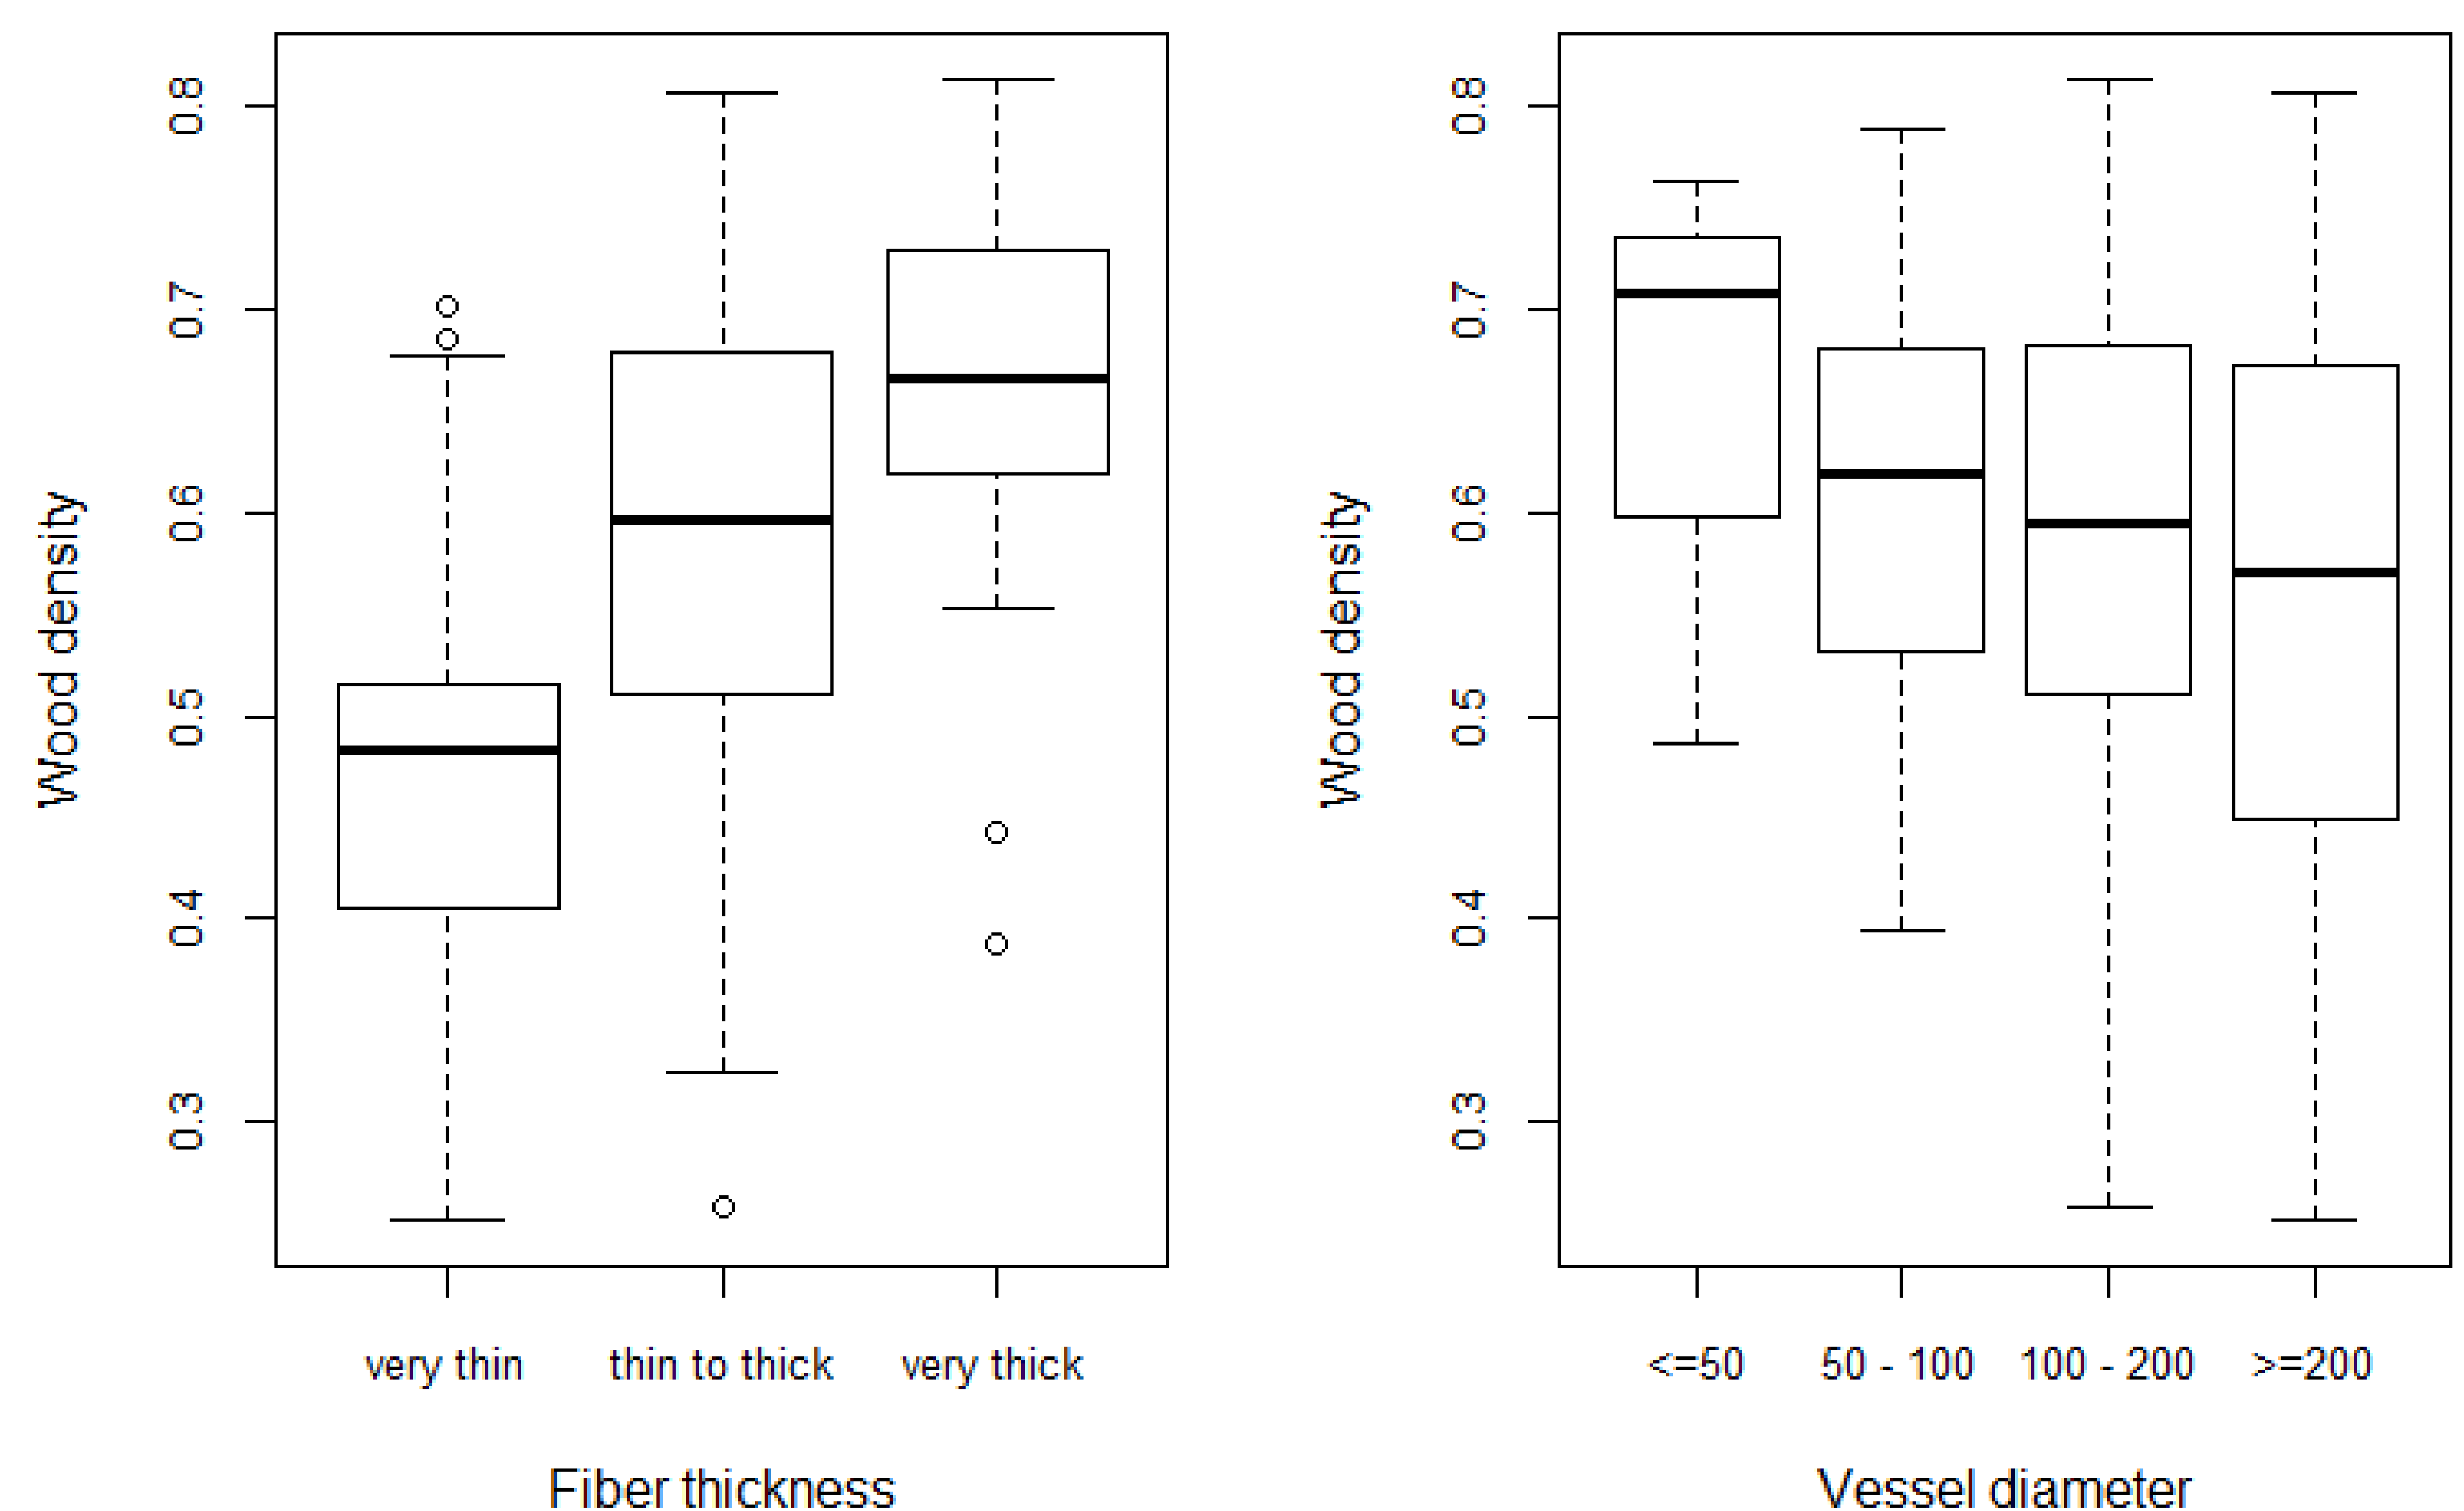 Wood density
0.8
0.7
0.6
0.5
0.4
0.3
very thin thin to thick very thick
Fiber thickness
Wood density
0.8
0.7
0.6
0.5
0.4
0.3
<=50 50 - 100 100 - 200 >=200
Vessel diameter